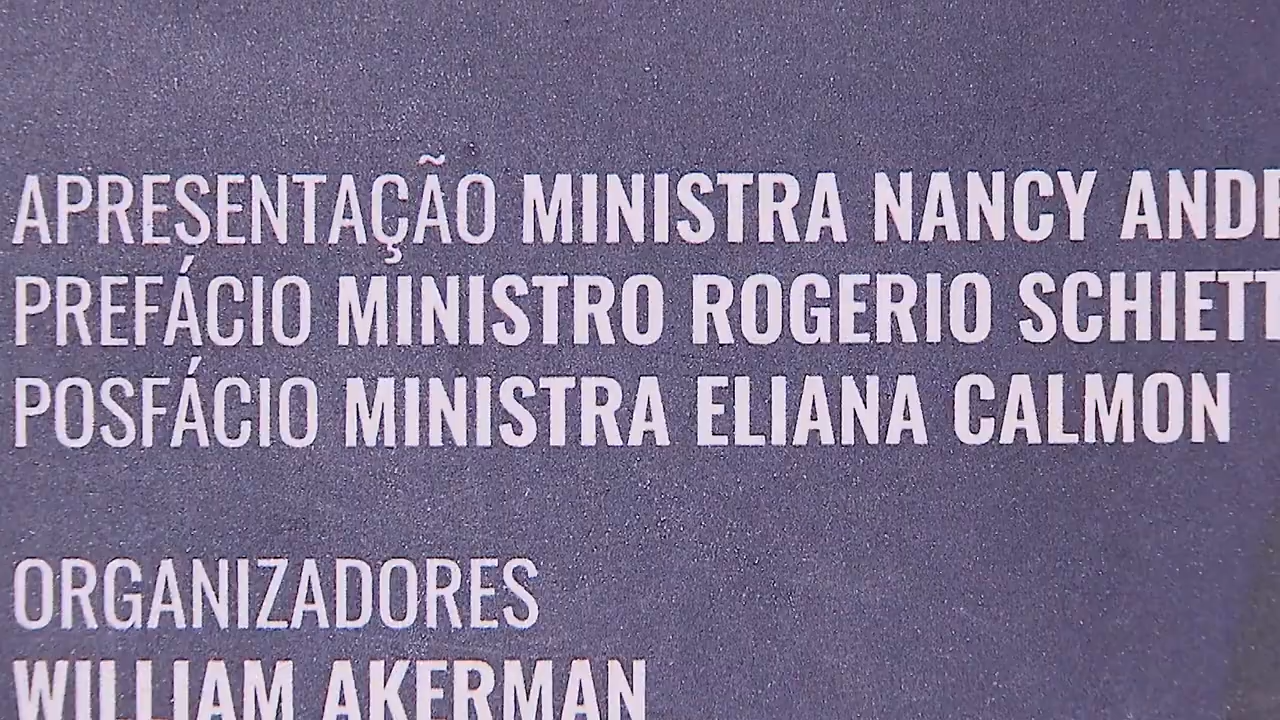 APRESENTAÇÃO MINISTRA NANCY
PREFÁCIO MINISTRO ROGERIO
POSFÁCIO MINISTRA ELIANA CALMON
ORGANIZADORES
WILLIAM AKERMAN